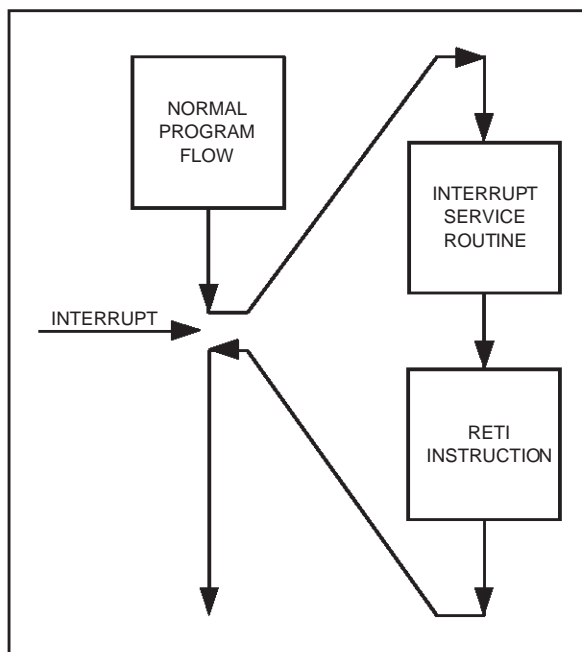 NORMAL
PROGRAM
FLOW
INTERRUPT
INTERRUPT
SERVICE
ROUTINE
RETI
INSTRUCTION